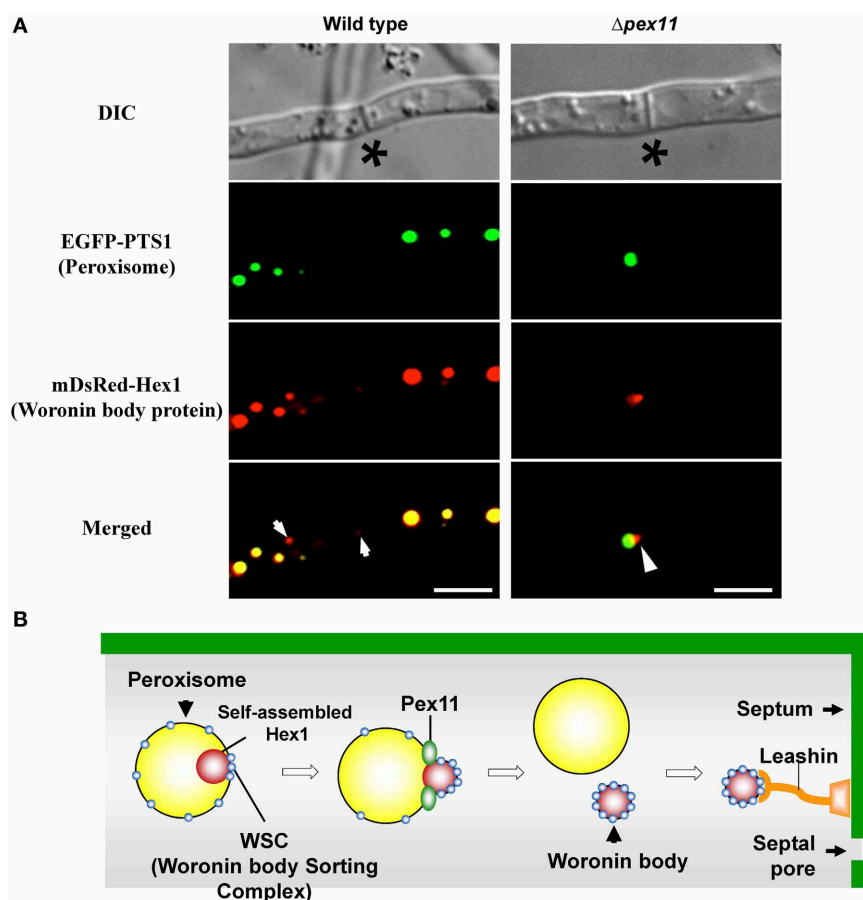 A
Wild type
Δpex11
DIC
EGFP-PTS1
(Peroxisome)
mDsRed-Hex1
(Woronin body protein)
Merged
B
Peroxisome
Self-assembled
Hex1
WSC
(Woronin body Sorting
Complex)
Pex11
Woronin body
Septum
Leashin
Septal
pore